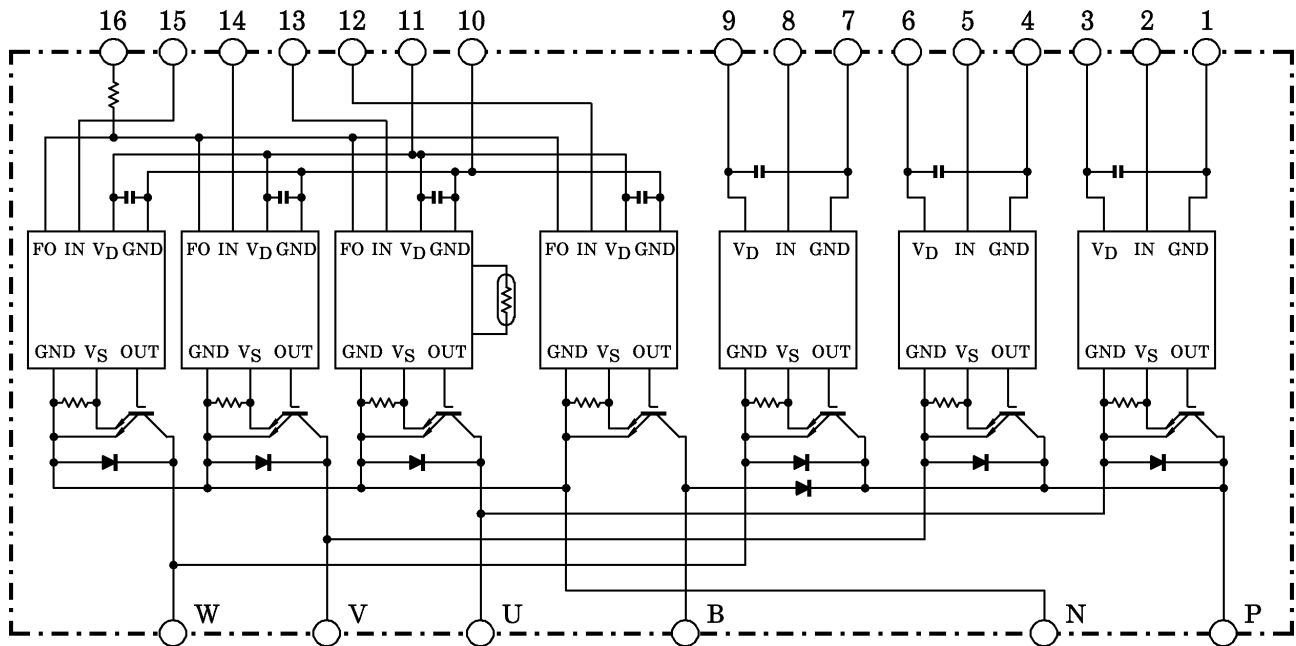 16 15 14 13 12 11 10 9 8 7 6 5 4 3 2 1
FO IN VD GND FO IN VD GND FO IN VD GND FO IN VD GND VD IN GND VD IN GND VD IN GND
GND VS OUT GND VS OUT GND VS OUT GND VS OUT GND VS OUT GND VS OUT GND VS OUT
W V U B N P